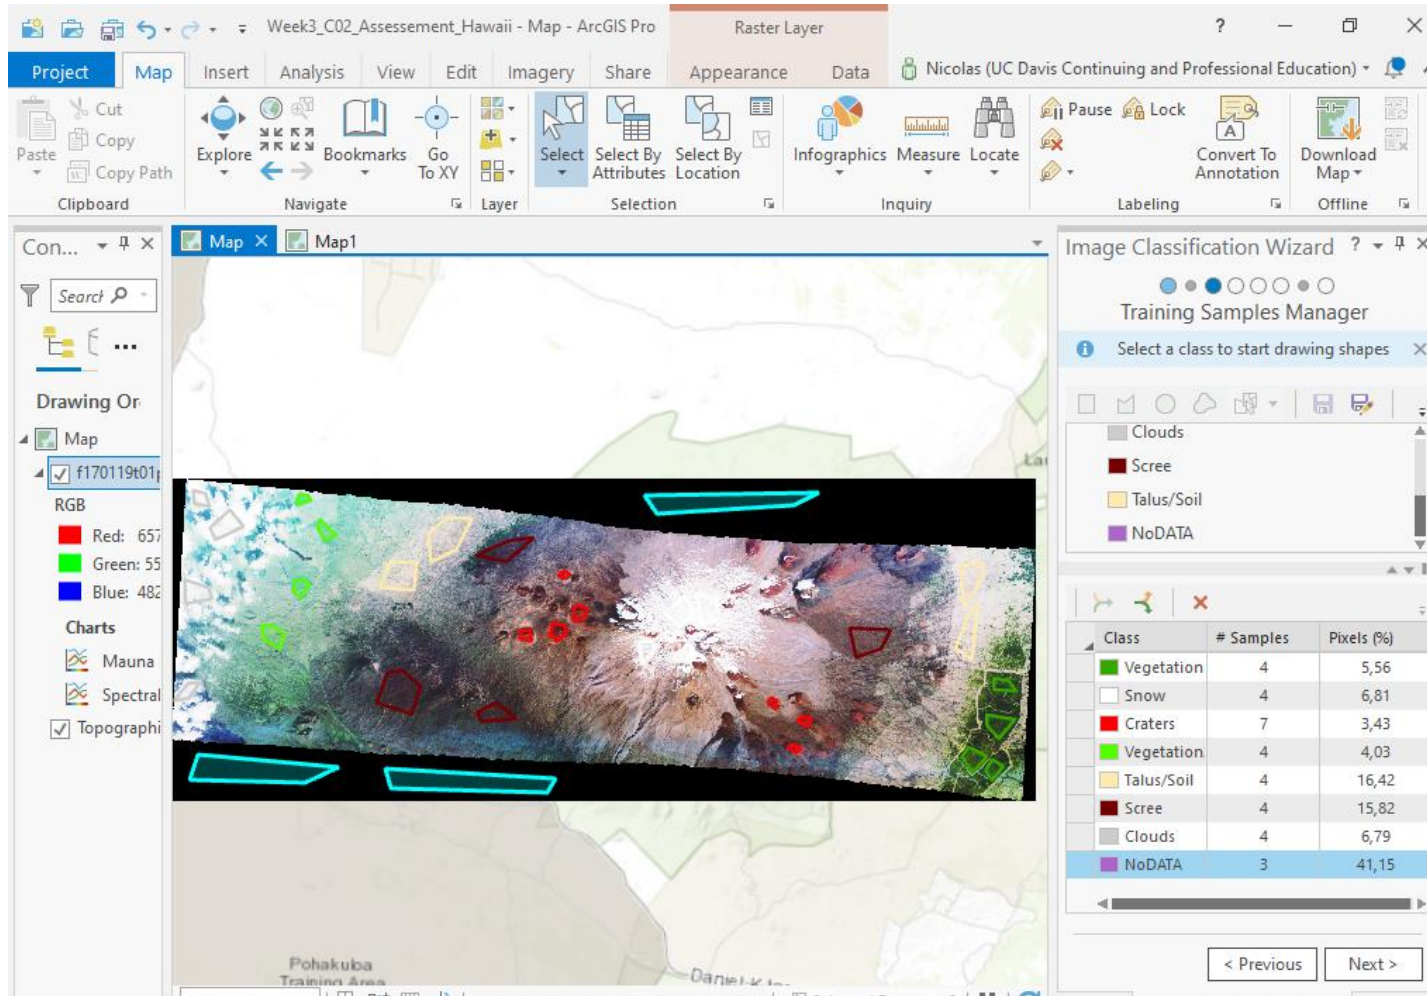 Week3_C02_Assessement_Hawaii - Map - ArcGIS Pro
Raster Layer
?
Project Map Insert Analysis View Edit Imagery Share Appearance Data Nicolas (UC Davis Continuing and Professional Education)
Paste
Cut
Copy
Copy Path
Clipboard
Explore
Bookmarks
Go
To XY
Navigate
Layer
Select
Select By
Attributes
Select By
Location
Selection
Infographics
Measure
Locate
Inquiry
Pause
Lock
Convert To
Annotation
Labeling
Download
Map
Offline
Con...
Search
Drawing Or
Map
f170119t01p
RGB
Red: 657
Green: 55
Blue: 482
Charts
Mauna
Spectral
Topographi
Map
Map1
Pohakuloa
Training Area
Image Classification Wizard ?
Training Samples Manager
Select a class to start drawing shapes
Clouds
Scree
Talus/Soil
NoDATA
Class # Samples Pixels (%)
Vegetation 4 5,56
Snow 4 6,81
Craters 7 3,43
Vegetation 4 4,03
Talus/Soil 4 16,42
Scree 4 15,82
Clouds 4 6,79
NoDATA 3 41,15
< Previous
Next >